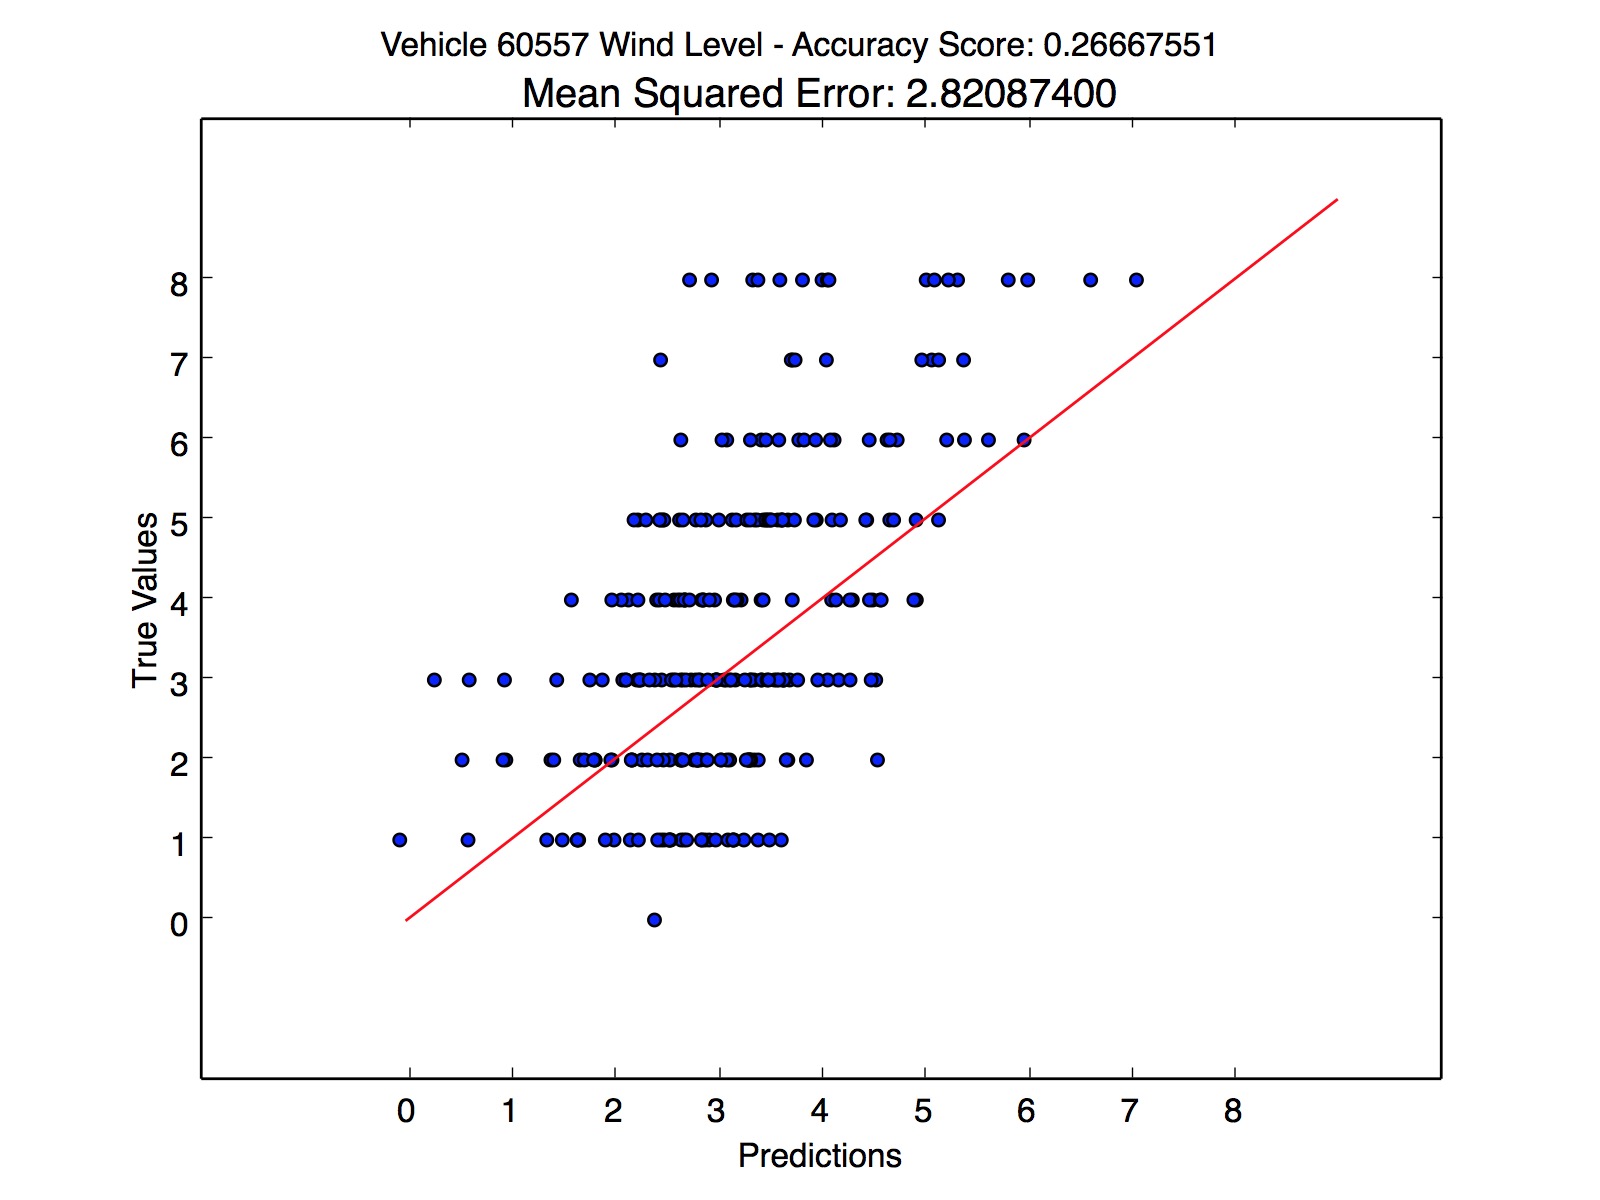 Vehicle 60557 Wind Level - Accuracy Score: 0.26667551
Mean Squared Error: 2.82087400
8
7
6
5
4
3
2
1
0
True Values
0 1 2 3 4 5 6 7 8
Predictions